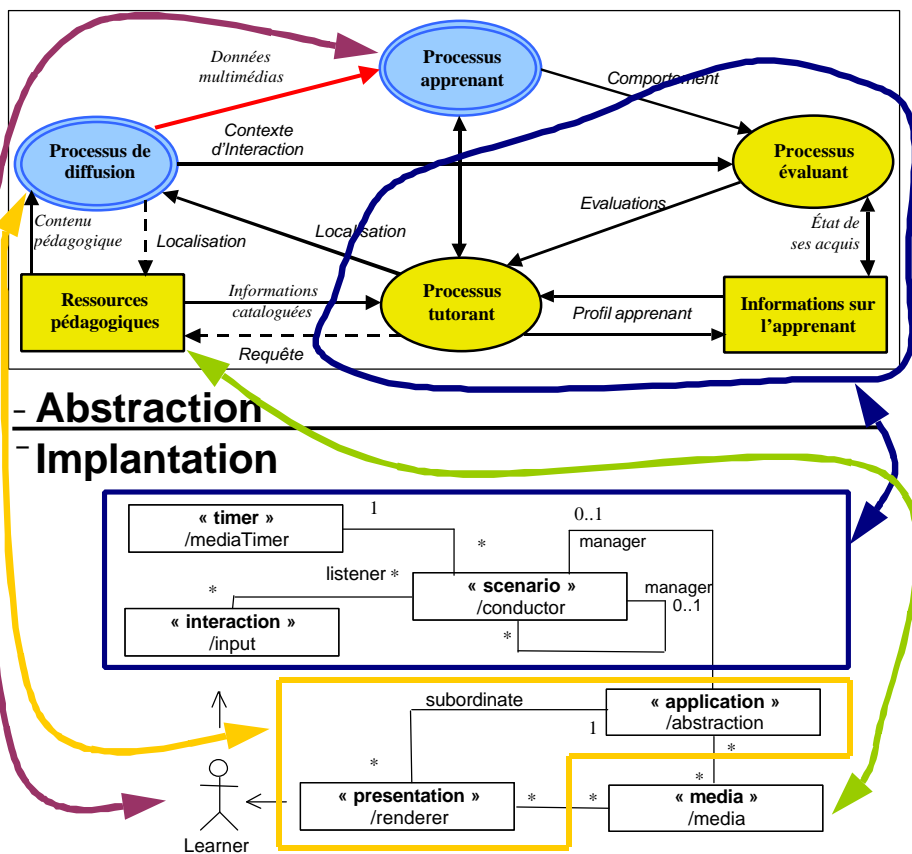 Données
multimédias
Processus
apprenant
Comportement
Processus de
diffusion
Contexte
d'Interaction
Processus
évaluant
Contenu
pédagogique
Localisation
Localisation
Evaluations
État de
ses acquis
Ressources
pédagogiques
Informations
cataloguées
Requête
Processus
tutorant
Profil apprenant
Informations sur
l'apprenant
- Abstraction
- Implantation
« timer »
/mediaTimer
1
*
0..1
manager
listener *
*
« scenario »
/conductor
manager
0..1
*
« interaction »
/input
subordinate
« application »
/abstraction
1
*
*
*
« presentation »
/renderer
*
*
« media »
/media
Learner